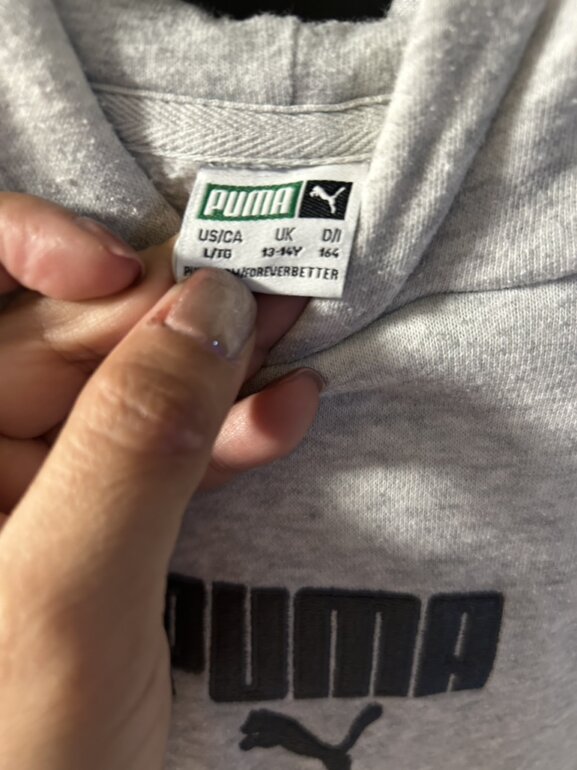 PUMA
US/CA UK D/I
L/TG 13-14Y 164
/FOREVERBETTER
PUMA